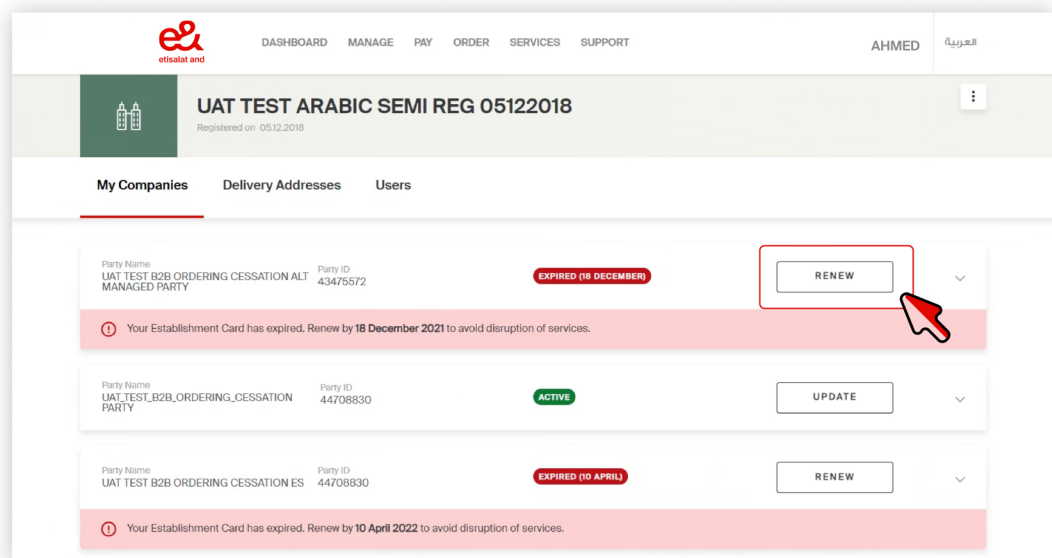 e&
etisalat and
DASHBOARD MANAGE PAY ORDER SERVICES SUPPORT AHMED العربية
UAT TEST ARABIC SEMI REG 05122018
Registered on 05.12.2018
My Companies Delivery Addresses Users
Party Name Party ID
UAT TEST B2B ORDERING CESSATION ALT 43475572 EXPIRED (18 DECEMBER) RENEW
MANAGED PARTY
Your Establishment Card has expired. Renew by 18 December 2021 to avoid disruption of services.
Party Name Party ID
UAT_TEST_B2B_ORDERING_CESSATION 44708830 ACTIVE UPDATE
PARTY
Party Name Party ID
UAT TEST B2B ORDERING CESSATION ES 44708830 EXPIRED (10 APRIL) RENEW
Your Establishment Card has expired. Renew by 10 April 2022 to avoid disruption of services.